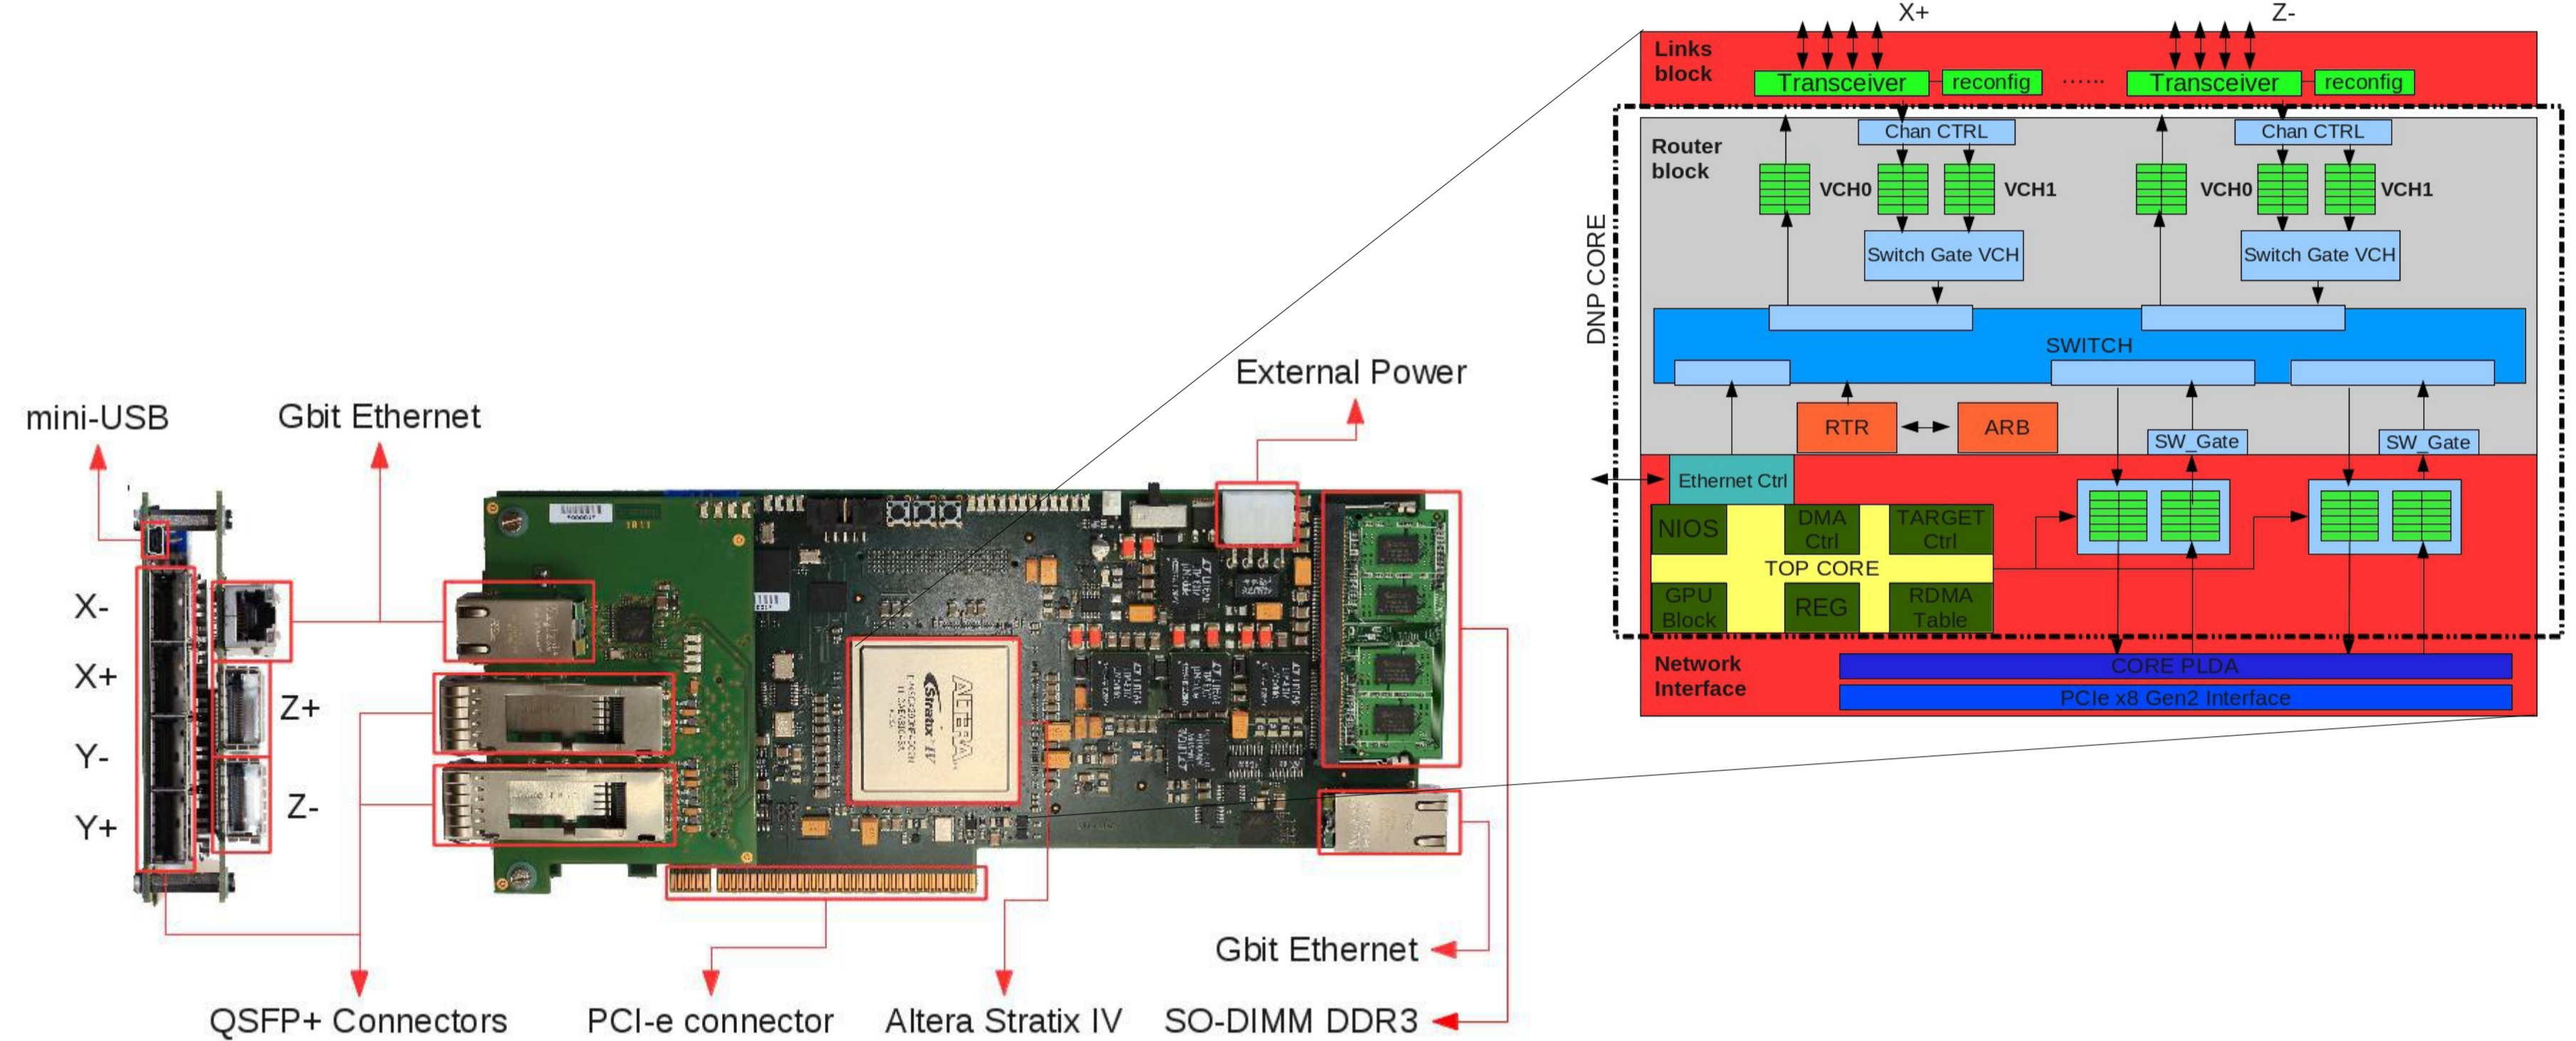 X+
Z-
Links
block
Transceiver
reconfig
......
Transceiver
reconfig
Chan CTRL
Chan CTRL
Router
block
VCH0
VCH1
VCH0
VCH1
Switch Gate VCH
Switch Gate VCH
DNP CORE
SWITCH
RTR
ARB
SW_Gate
SW_Gate
Ethernet Ctrl
NIOS
DMA
Ctrl
TARGET
Ctrl
TOP CORE
GPU
Block
REG
RDMA
Table
Network
Interface
CORE PLDA
PCIe x8 Gen2 Interface
External Power
mini-USB
Gbit Ethernet
X-
X+
Y-
Y+
Z+
Z-
ALTERA
Stratix IV
Gbit Ethernet
QSFP+ Connectors
PCI-e connector
Altera Stratix IV
SO-DIMM DDR3